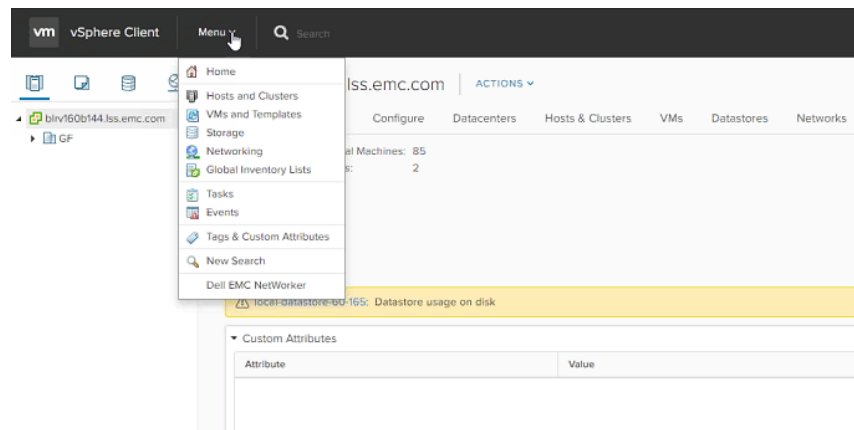 vm vSphere Client Menu Search
lss.emc.com ACTIONS
Home
Hosts and Clusters
VMs and Templates
Storage
Networking
Global Inventory Lists
Tasks
Events
Tags & Custom Attributes
New Search
Dell EMC NetWorker
blrv160b144.lss.emc.com
GF
Configure Datacenters Hosts & Clusters VMs Datastores Networks
al Machines: 85
s: 2
local-datastore-60-165: Datastore usage on disk
Custom Attributes
Attribute Value